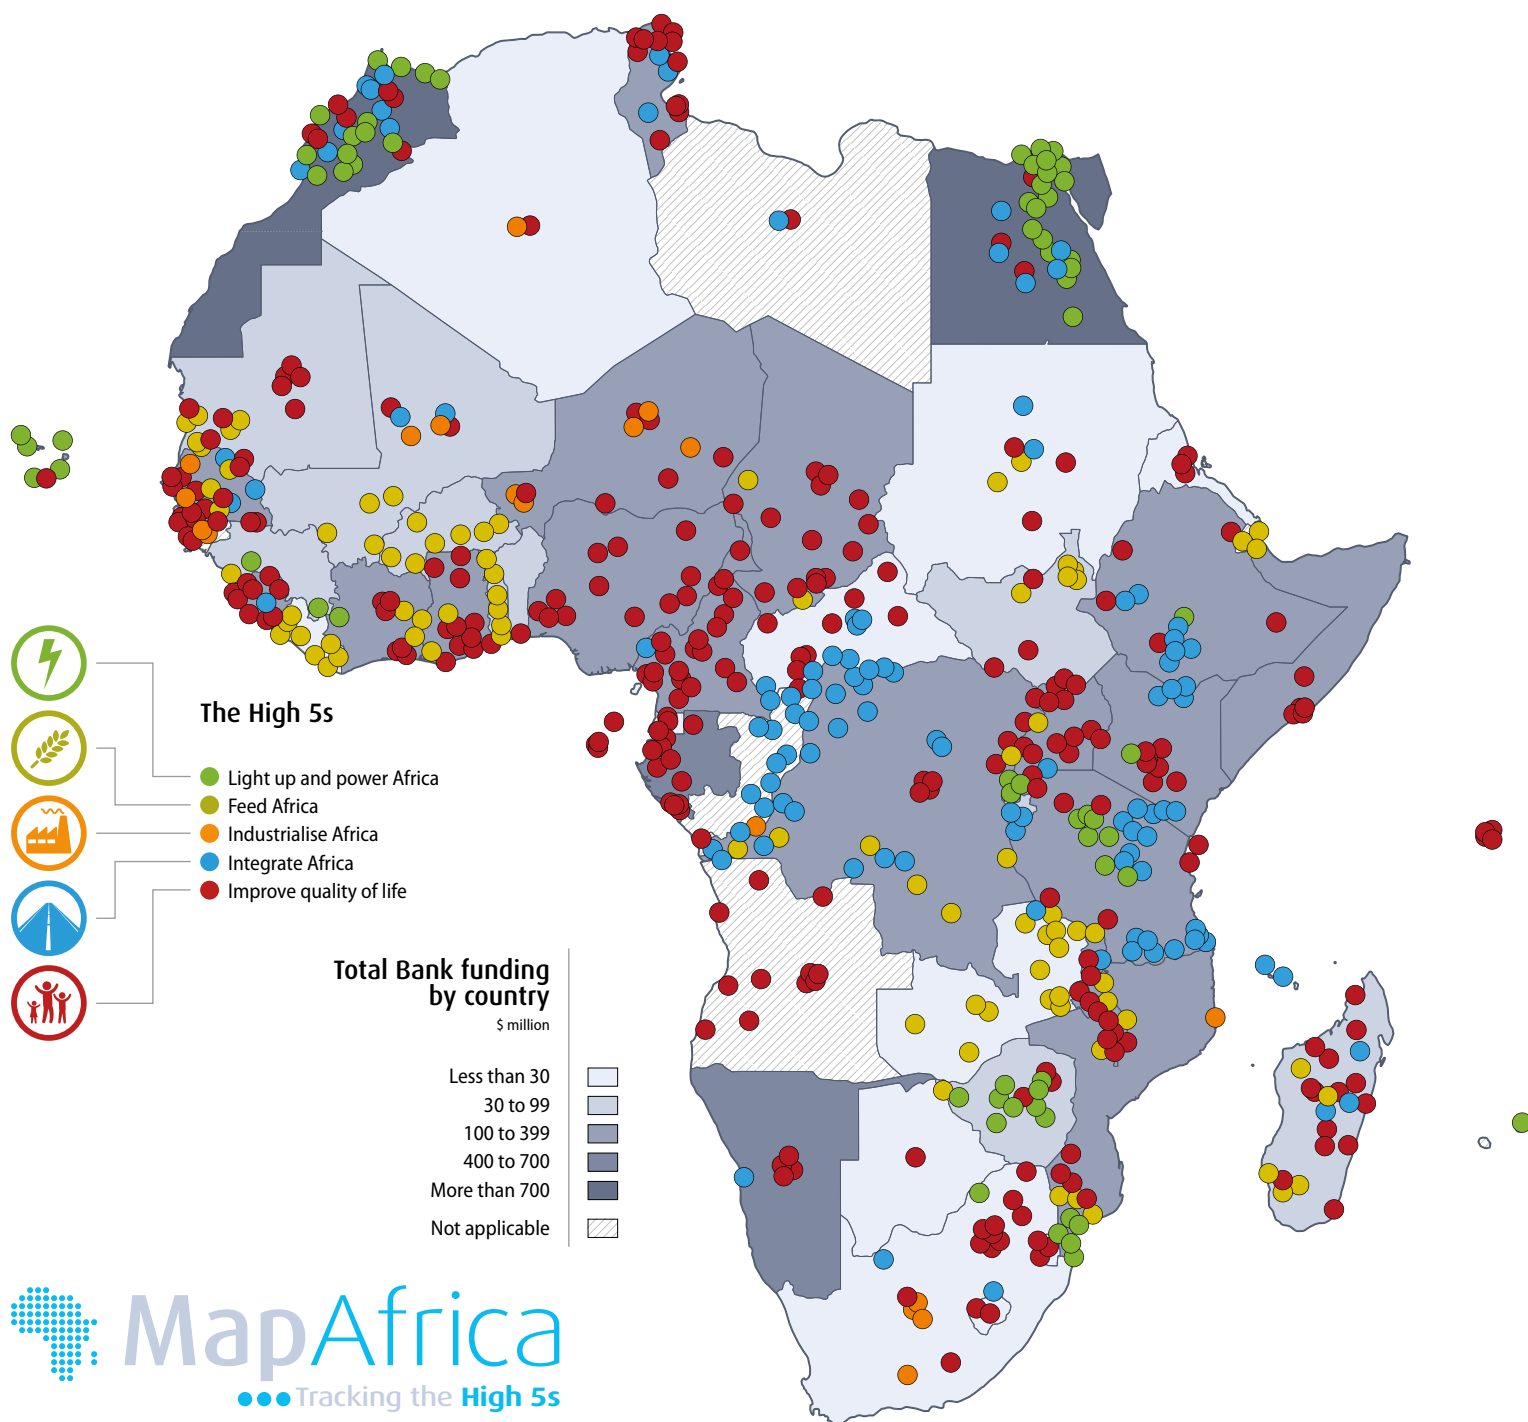 The High 5s
Light up and power Africa
Feed Africa
Industrialise Africa
Integrate Africa
Improve quality of life
Total Bank funding
by country
$ million
Less than 30
30 to 99
100 to 399
400 to 700
More than 700
Not applicable
MapAfrica
Tracking the High 5s